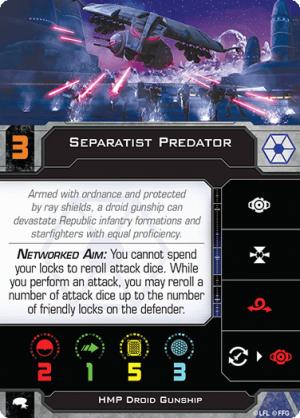 3 SEPARATIST PREDATOR
Armed with ordnance and protected
by ray shields, a droid gunship can
devastate Republic infantry formations and
starfighters with equal proficiency.
NETWORKED AIM: You cannot spend
your locks to reroll attack dice. While
you perform an attack, you may reroll a
number of attack dice up to the number
of friendly locks on the defender.
2 1 5 3
HMP DROID GUNSHIP
©LFL ©FFG